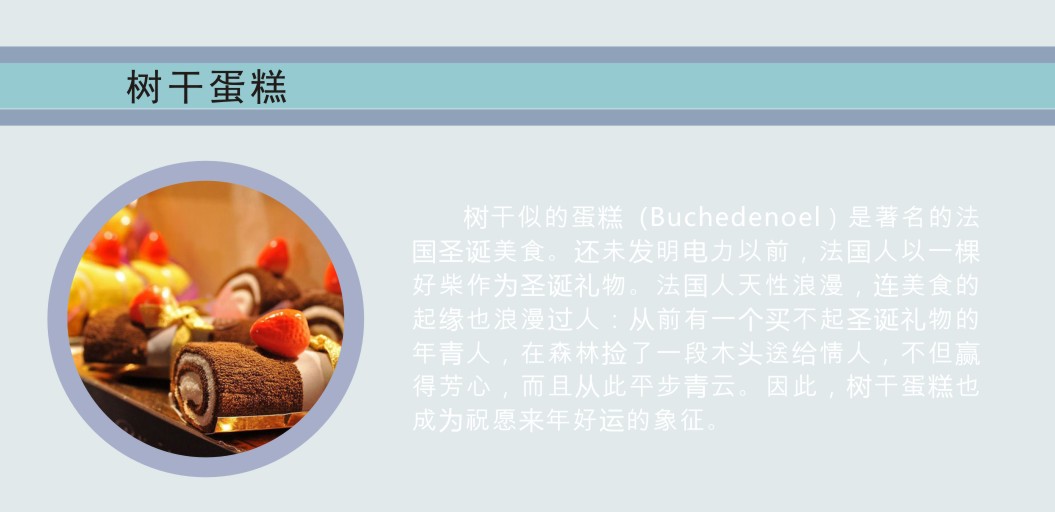 树干蛋糕
树干似的蛋糕（Buchedenoel）是著名的法
国圣诞美食。还未发明电力以前，法国人以一棵
好柴作为圣诞礼物。法国人天性浪漫，连美食的
起缘也浪漫过人：从前有一个买不起圣诞礼物的
年青人，在森林捡了一段木头送给情人，不但赢
得芳心，而且从此平步青云。因此，树干蛋糕也
成为祝愿来年好运的象征。